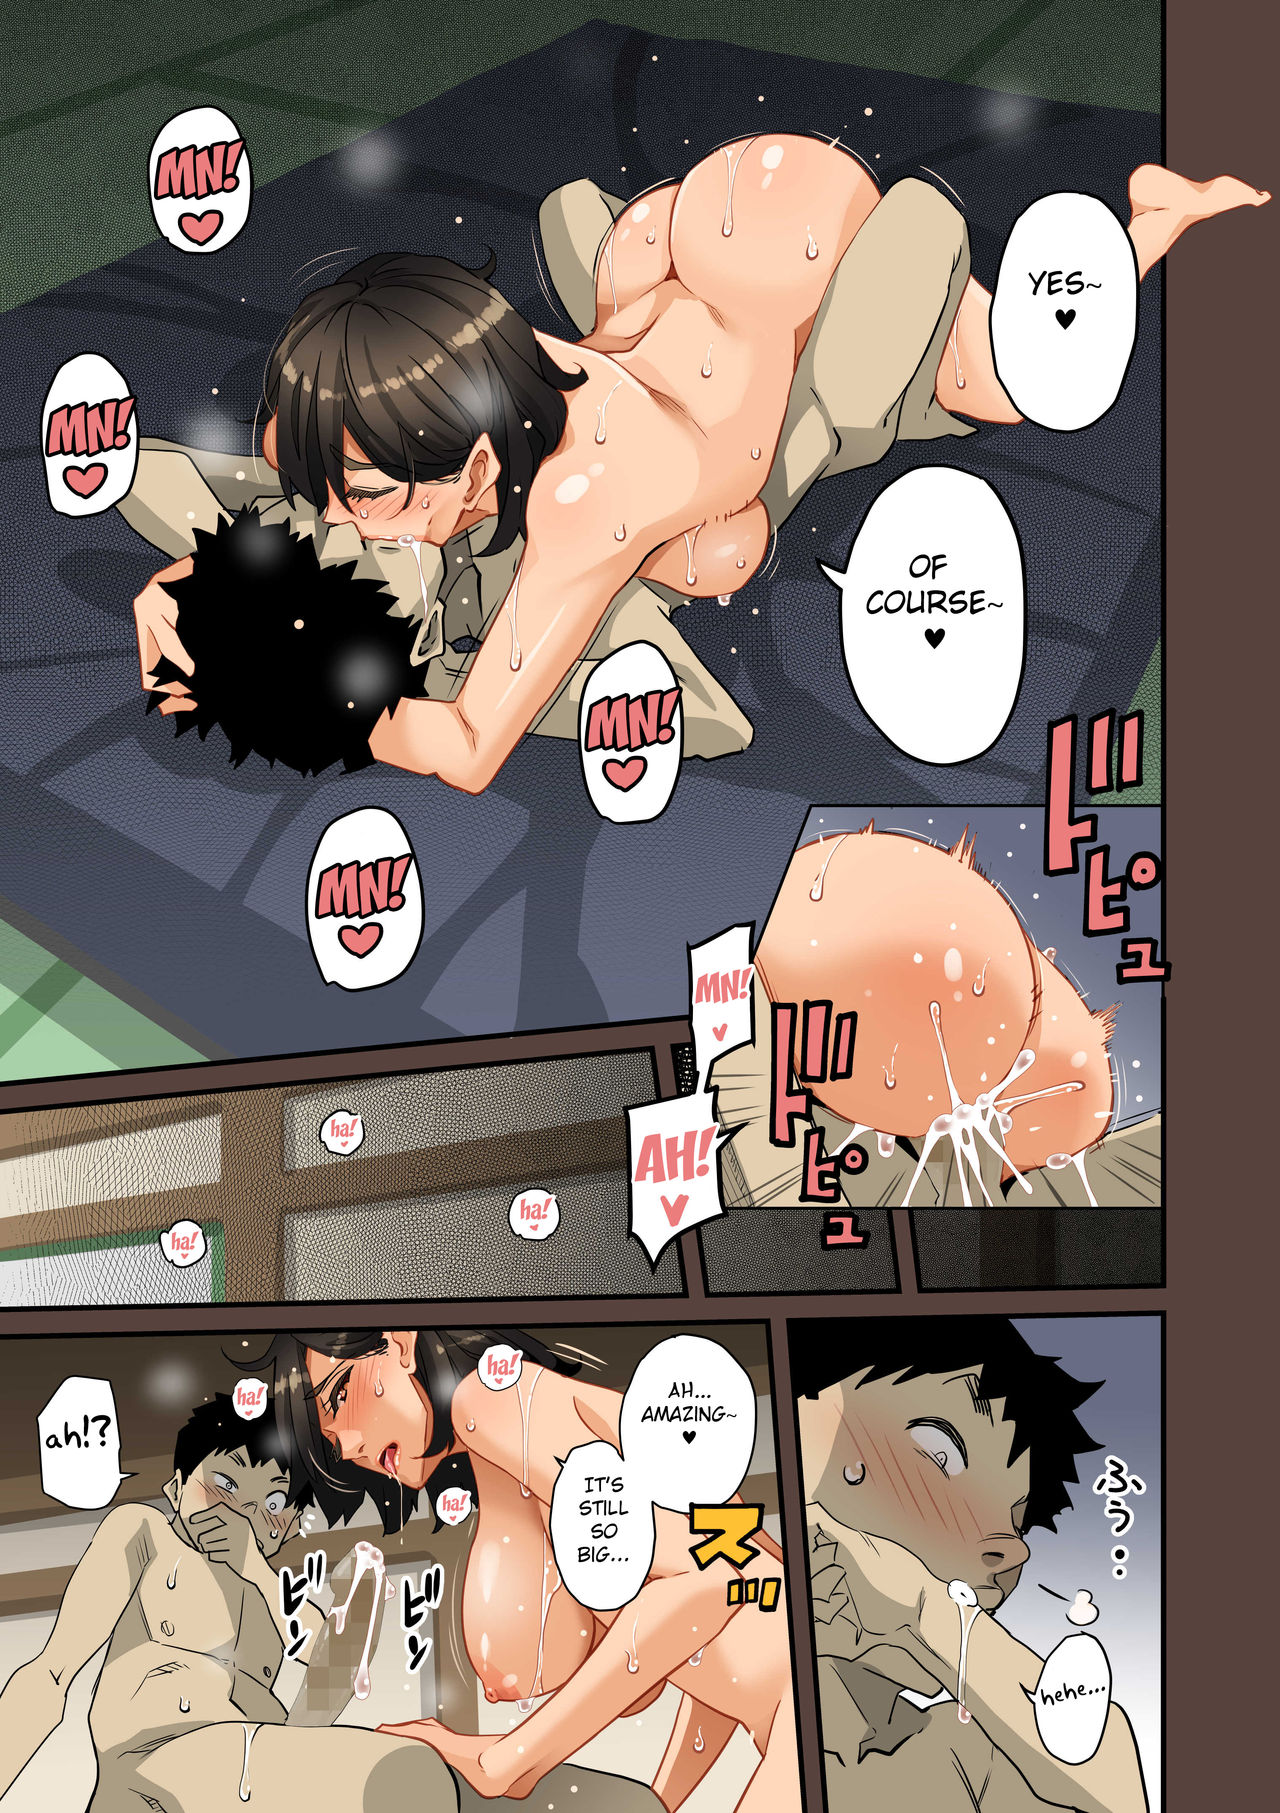 YES~
♥
OF
COURSE~
♥
MN!
♥
MN!
♥
MN!
♥
MN!
♥
ドピュ
MN!
♥
ドピュ
AH!
♥
ha!
♥
ha!
♥
ha!
♥
ふぅ・・
hehe...
AH...
AMAZING~
♥
IT'S
STILL
SO
BIG...
ズ
ha!
♥
ha!
♥
ha!
♥
ah!?
ビン
ビン